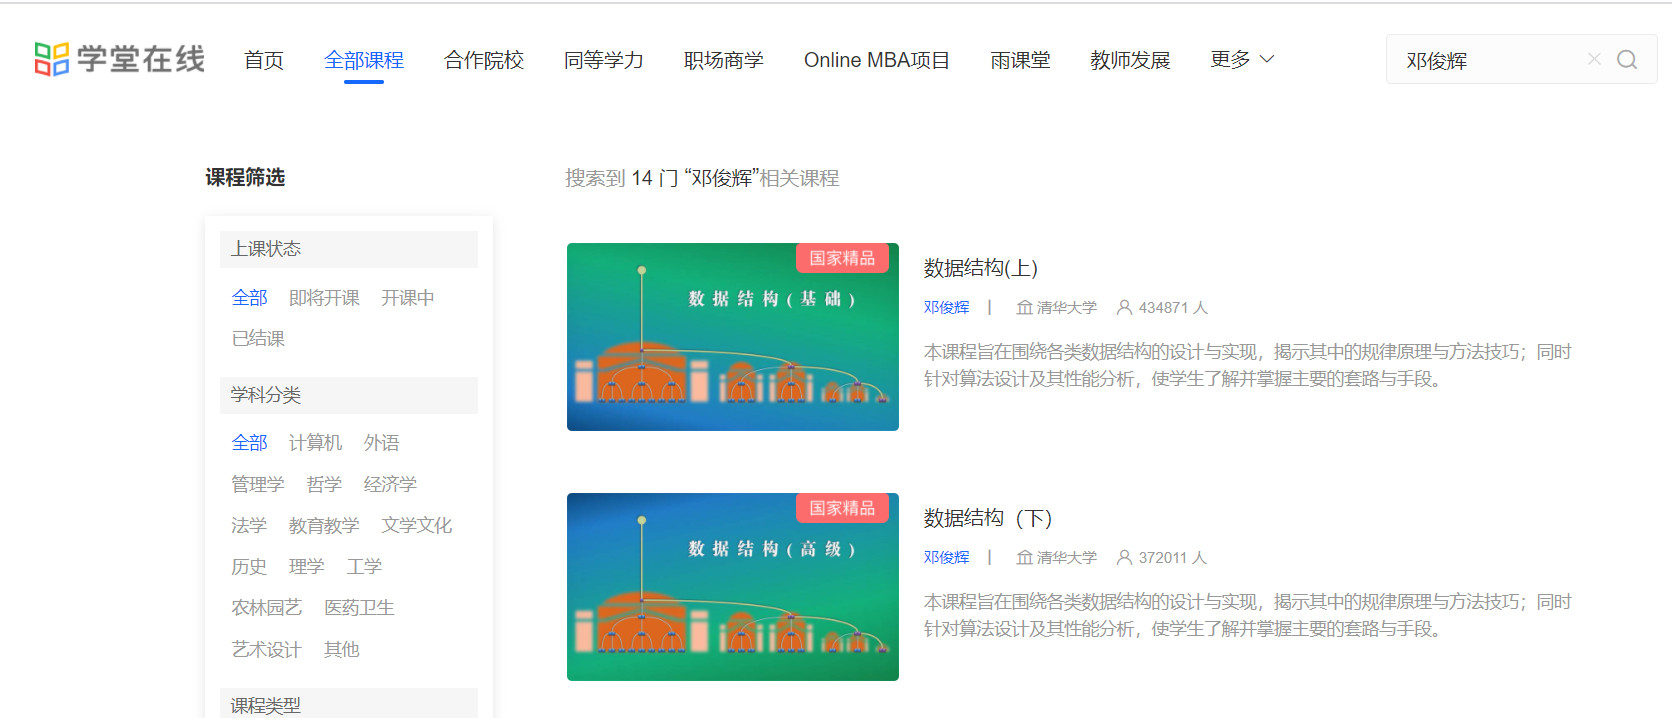 学堂在线 首页 全部课程 合作院校 同等学力 职场商学 Online MBA项目 雨课堂 教师发展 更多 邓俊辉
课程筛选
上课状态
全部 即将开课 开课中
已结课
学科分类
全部 计算机 外语
管理学 哲学 经济学
法学 教育教学 文学文化
历史 理学 工学
农林园艺 医药卫生
艺术设计 其他
课程类型
搜索到 14 门 “邓俊辉”相关课程
国家精品
数据结构(基础)
数据结构(上)
邓俊辉 | 清华大学 434871 人
本课程旨在围绕各类数据结构的设计与实现，揭示其中的规律原理与方法技巧；同时
针对算法设计及其性能分析，使学生了解并掌握主要的套路与手段。
国家精品
数据结构(高级)
数据结构（下）
邓俊辉 | 清华大学 372011 人
本课程旨在围绕各类数据结构的设计与实现，揭示其中的规律原理与方法技巧；同时
针对算法设计及其性能分析，使学生了解并掌握主要的套路与手段。